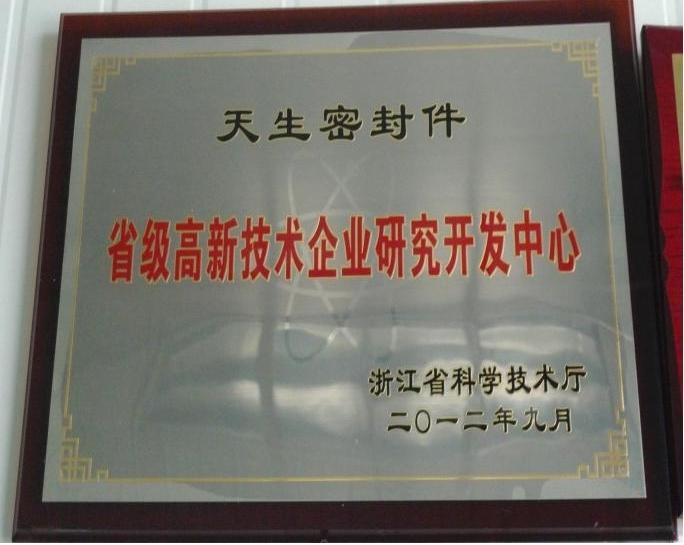 天生密封件
省级高新技术企业研究开发中心
浙江省科学技术厅
二〇一二年九月